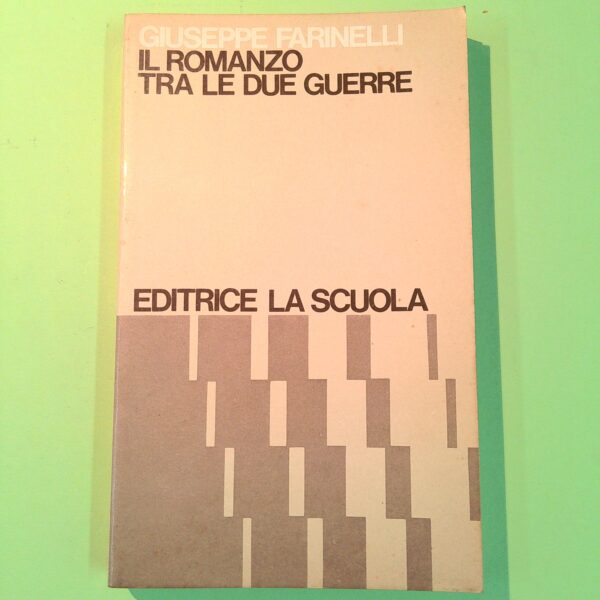 GIUSEPPE FARINELLI
IL ROMANZO
TRA LE DUE GUERRE
EDITRICE LA SCUOLA